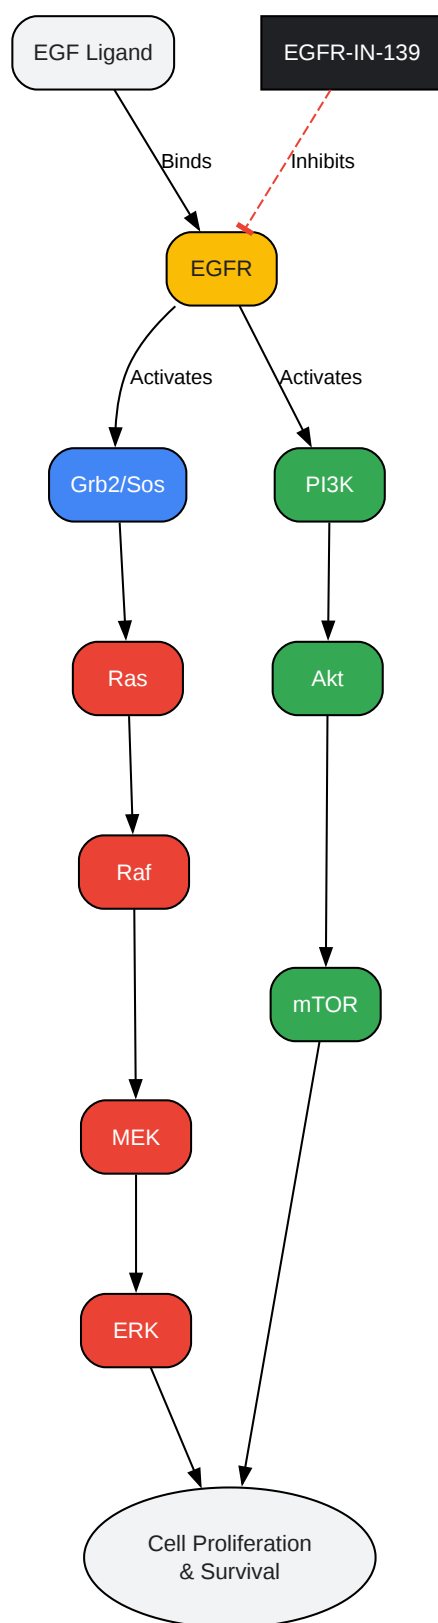 EGF Ligand
EGFR-IN-139
Binds
Inhibits
EGFR
Activates
Activates
Grb2/Sos
PI3K
Ras
Akt
Raf
mTOR
MEK
ERK
Cell Proliferation
& Survival